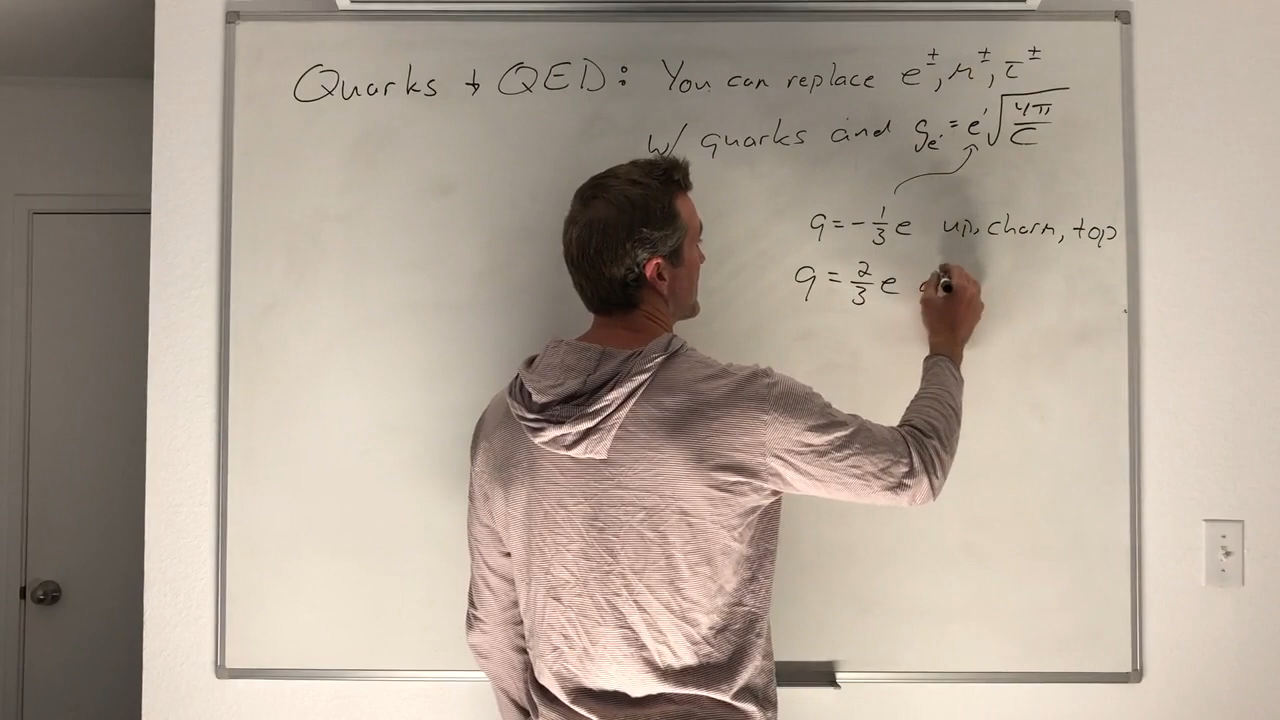 Quarks + QED: You can replace e±, μ±, τ±
w/ quarks and gₑ' = e'√(4π/c)
q = -1/3 e up, charm, top
q = 2/3 e